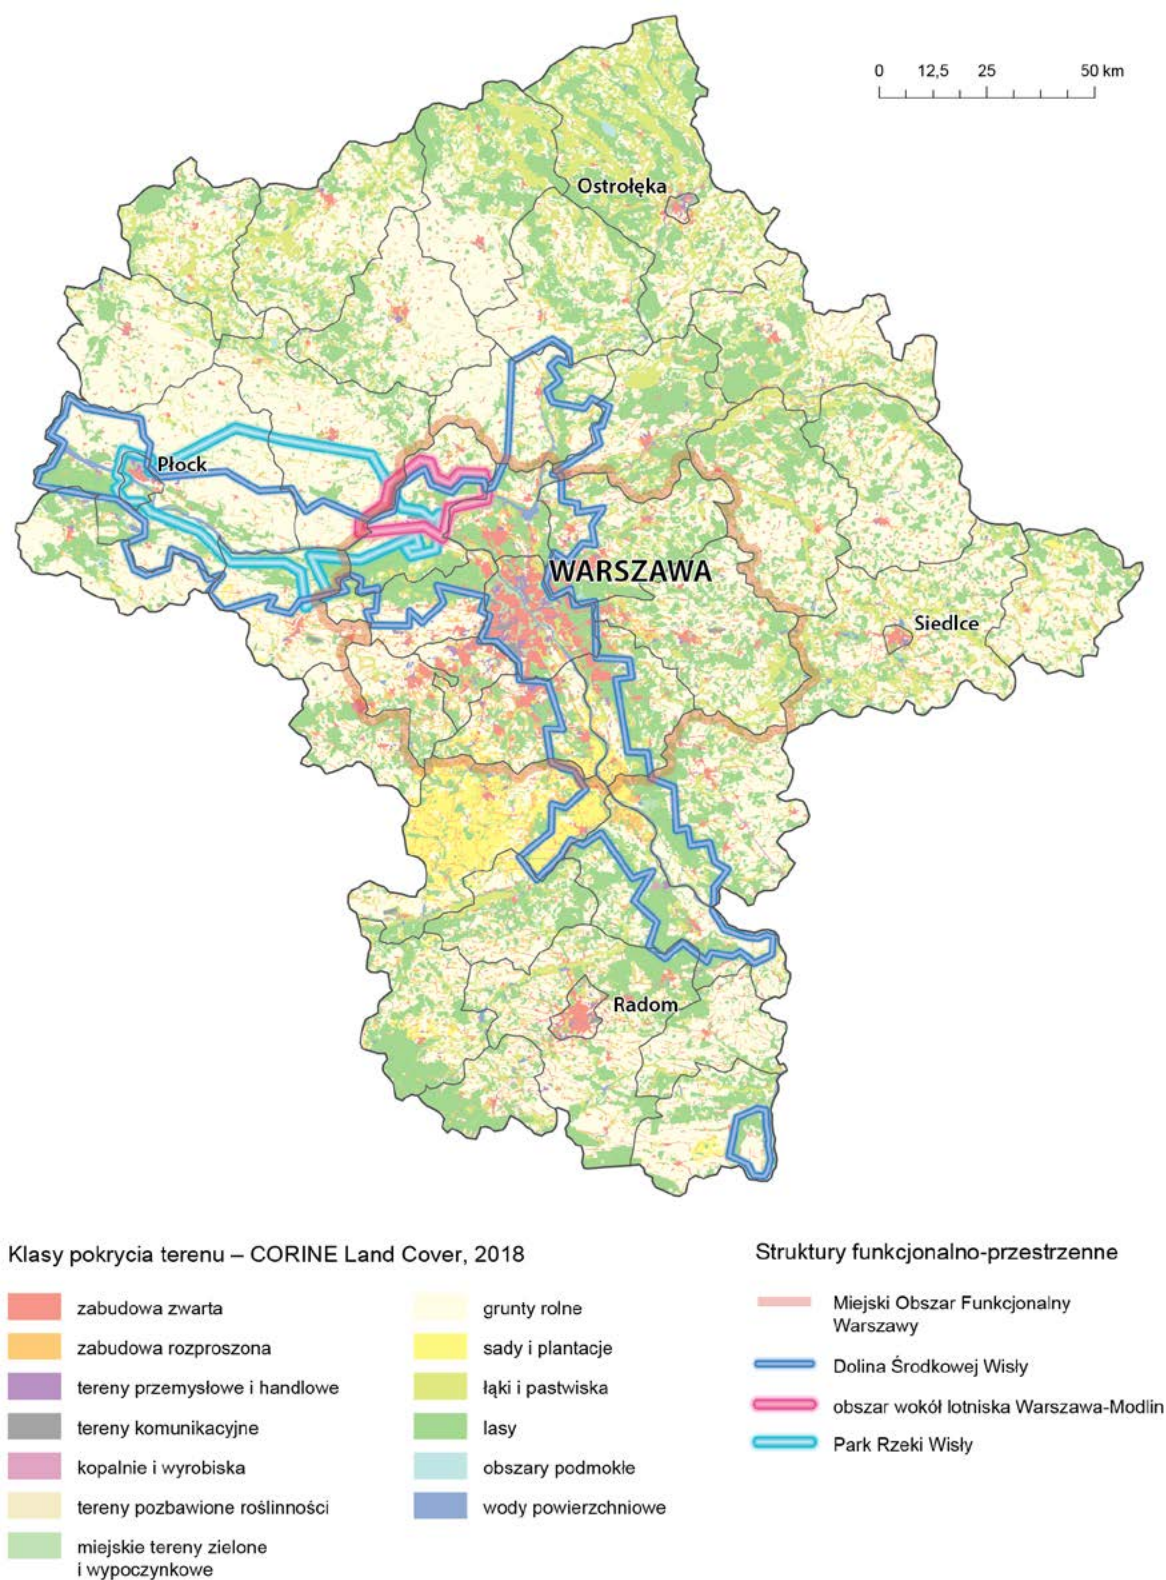 0 12,5 25 50 km
Ostrołęka
Płock
WARSZAWA
Siedlce
Radom
Klasy pokrycia terenu – CORINE Land Cover, 2018
zabudowa zwarta
zabudowa rozproszona
tereny przemysłowe i handlowe
tereny komunikacyjne
kopalnie i wyrobiska
tereny pozbawione roślinności
miejskie tereny zielone
i wypoczynkowe
grunty rolne
sady i plantacje
łąki i pastwiska
lasy
obszary podmokłe
wody powierzchniowe
Struktury funkcjonalno-przestrzenne
Miejski Obszar Funkcjonalny
Warszawy
Dolina Środkowej Wisły
obszar wokół lotniska Warszawa-Modlin
Park Rzeki Wisły